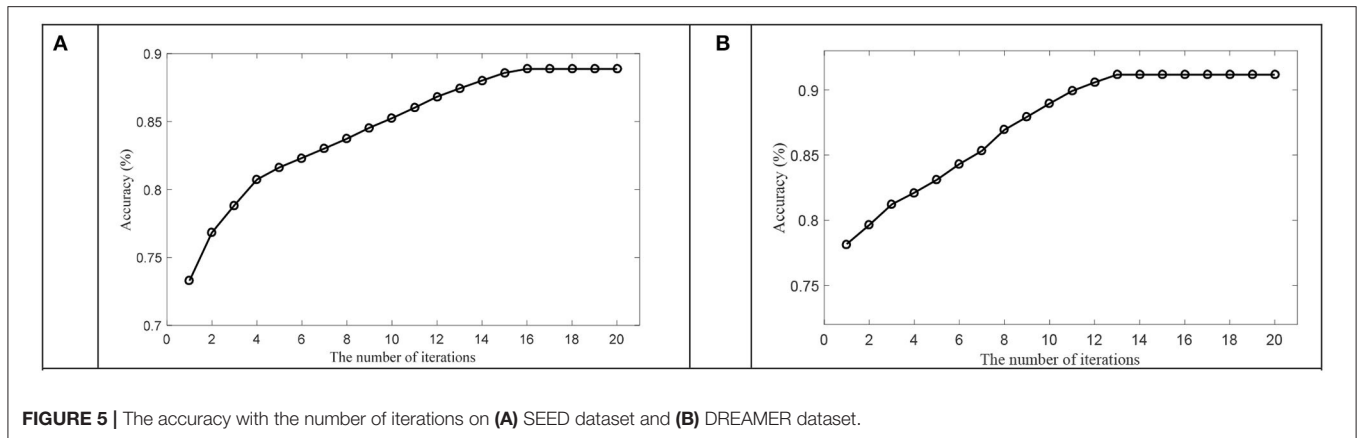 A
0.9
0.85
0.8
0.75
0.7
Accuracy (%)
0 2 4 6 8 10 12 14 16 18 20
The number of iterations
B
0.9
0.85
0.8
0.75
Accuracy (%)
0 2 4 6 8 10 12 14 16 18 20
The number of iterations
FIGURE 5 | The accuracy with the number of iterations on (A) SEED dataset and (B) DREAMER dataset.